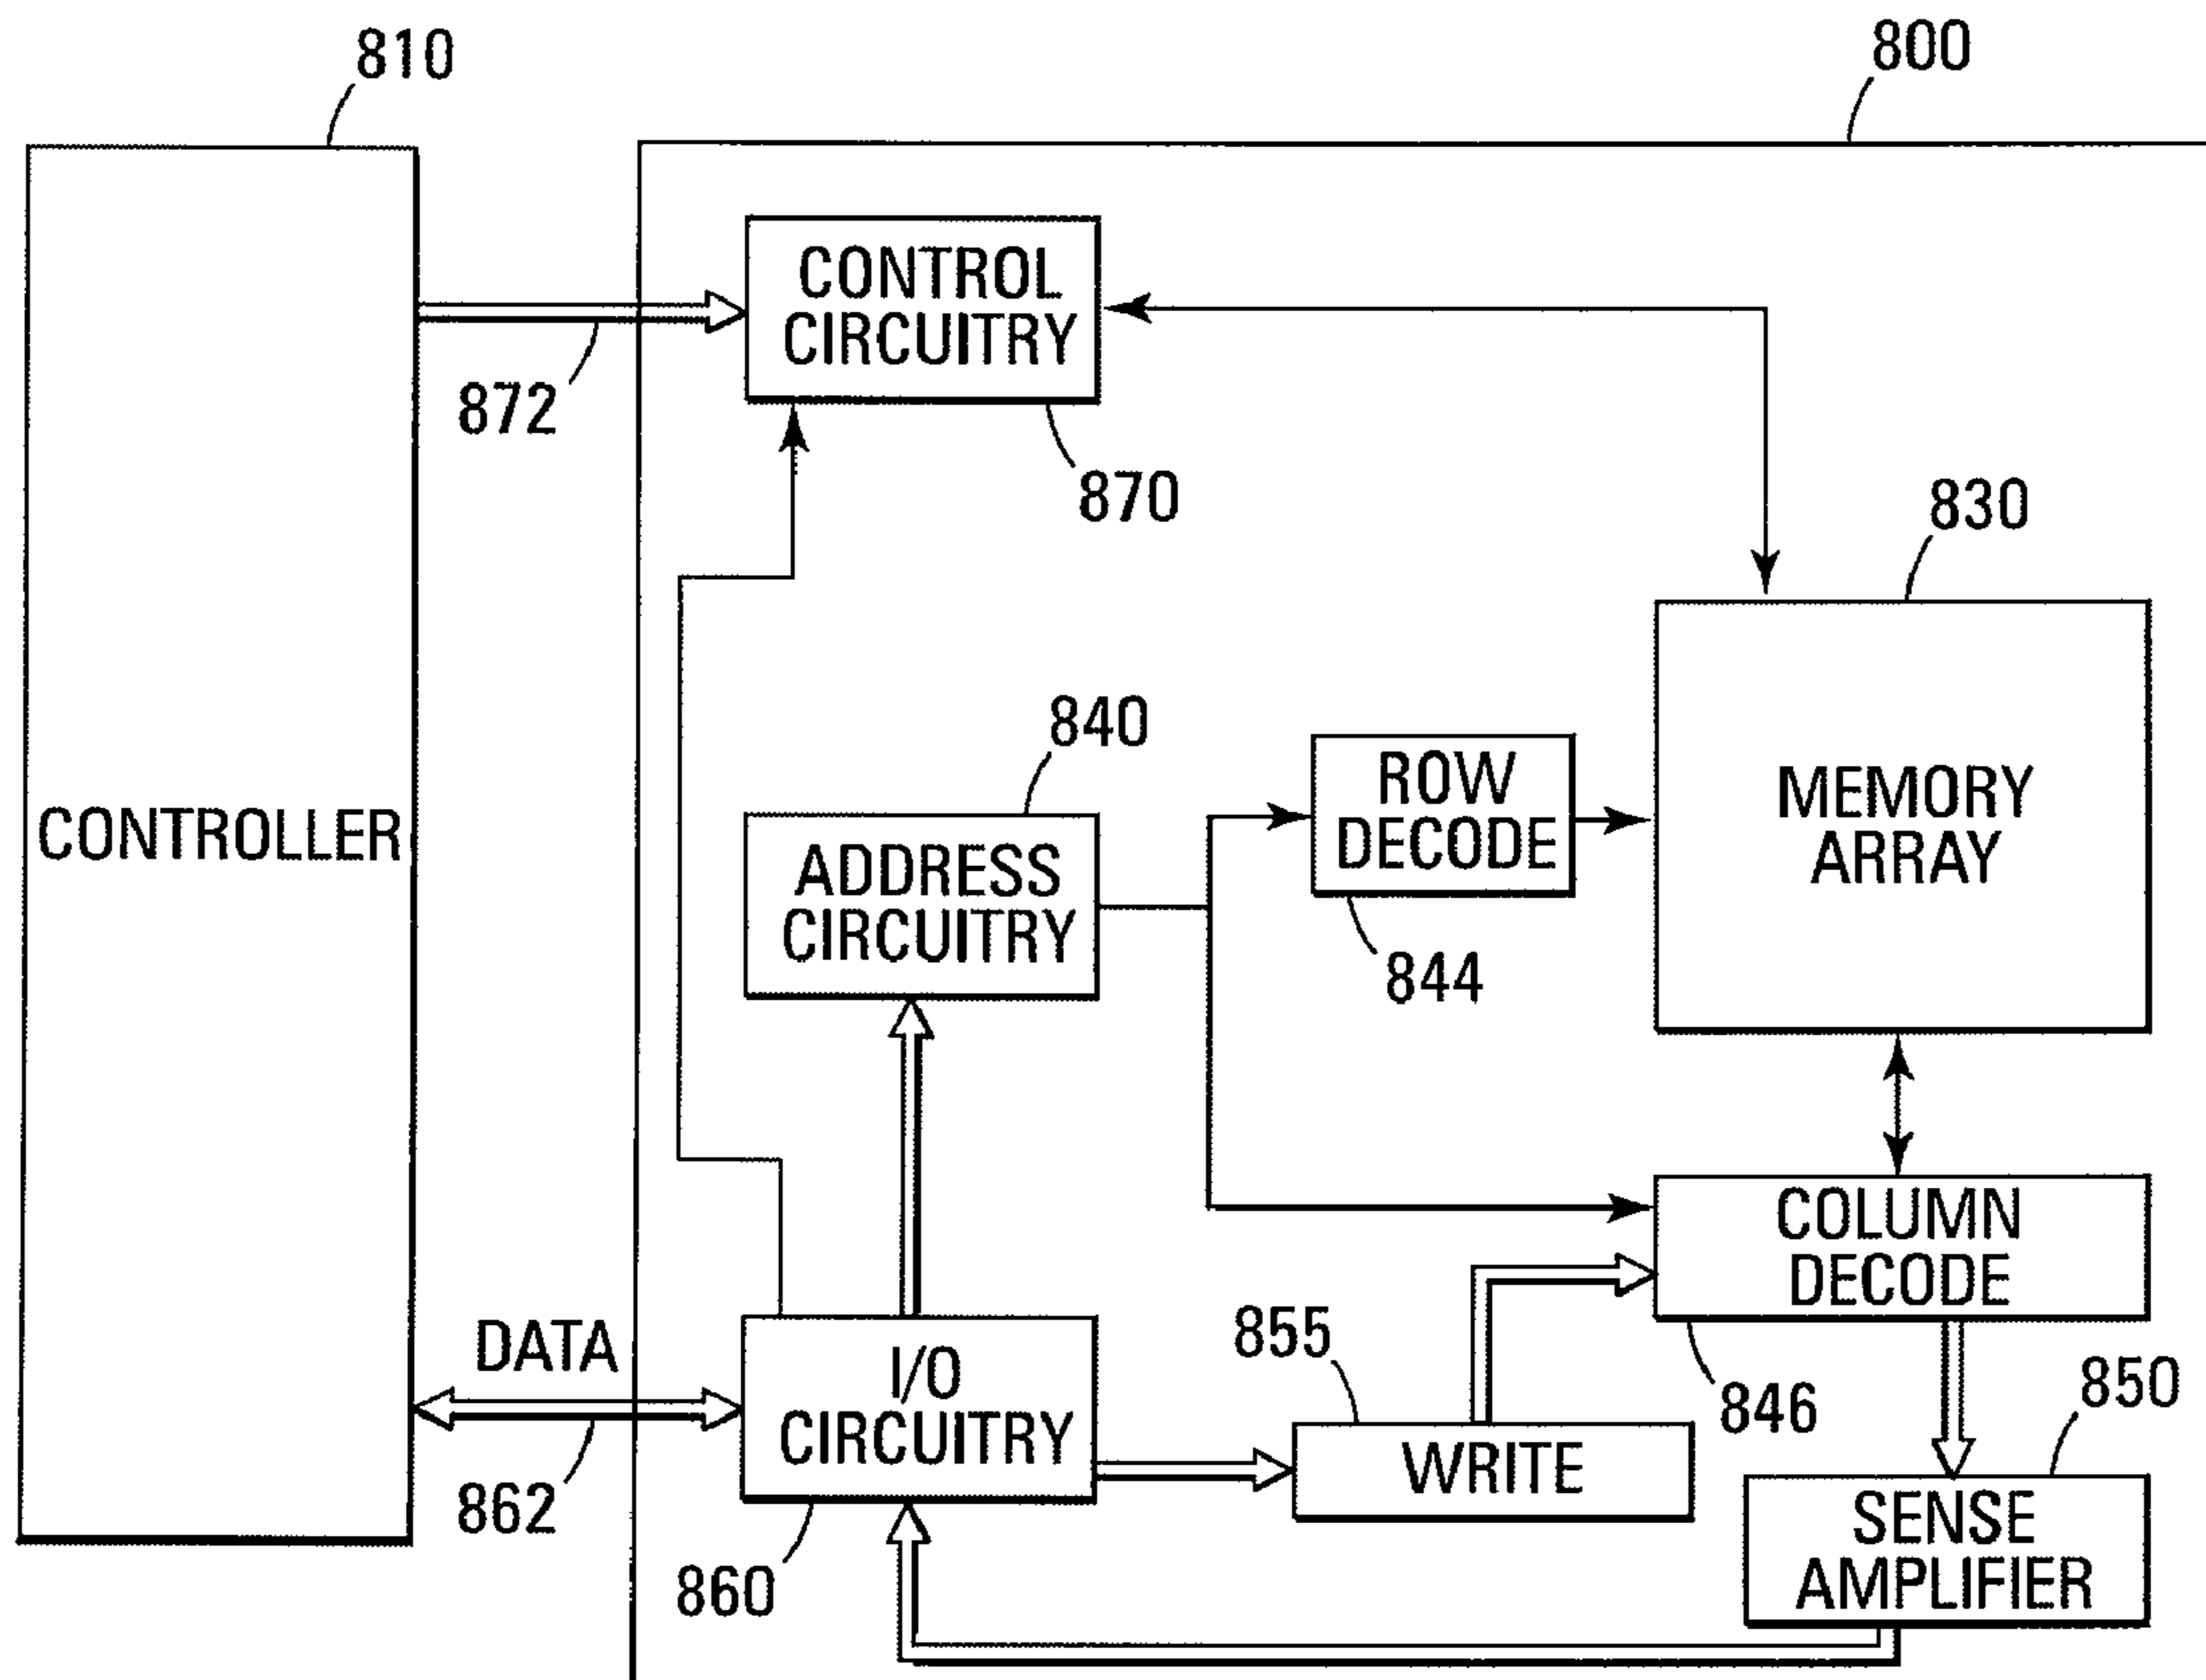 810
800
CONTROL
CIRCUITRY
872
870
830
840
ROW
DECODE
MEMORY
ARRAY
CONTROLLER
ADDRESS
CIRCUITRY
844
COLUMN
DECODE
DATA
855
I/O
CIRCUITRY
846
850
WRITE
862
SENSE
AMPLIFIER
860